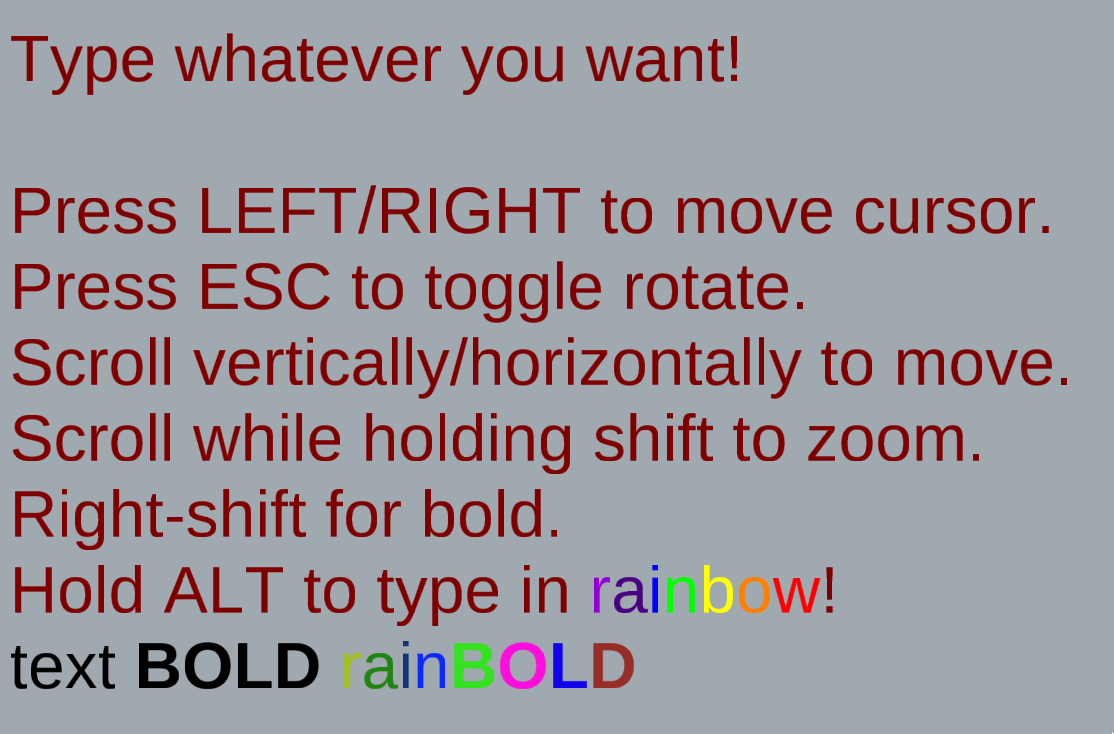 Type whatever you want!
Press LEFT/RIGHT to move cursor.
Press ESC to toggle rotate.
Scroll vertically/horizontally to move.
Scroll while holding shift to zoom.
Right-shift for bold.
Hold ALT to type in rainbow!
text BOLD rainBOLD